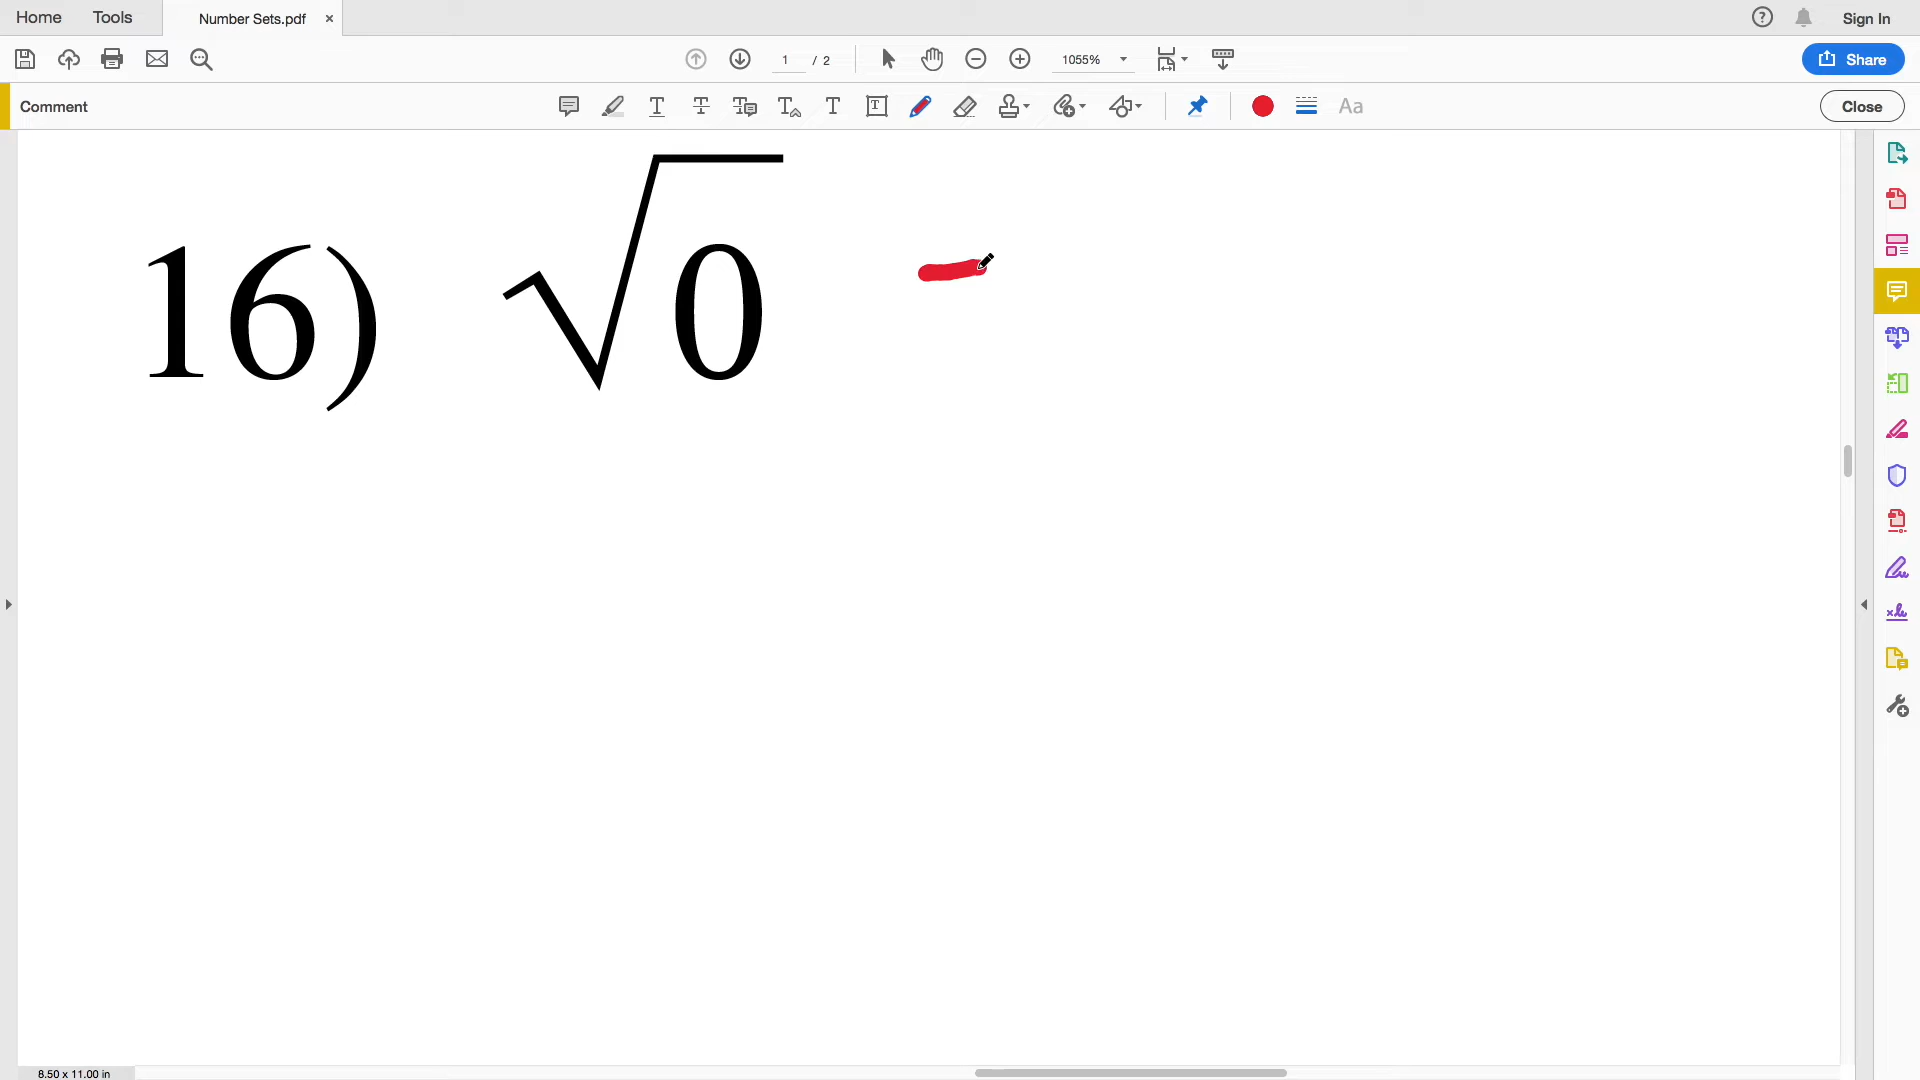 Home Tools Number Sets.pdf × Sign In
1 / 2 1055% Share
Comment Aa Close
16) √0
8.50 x 11.00 in